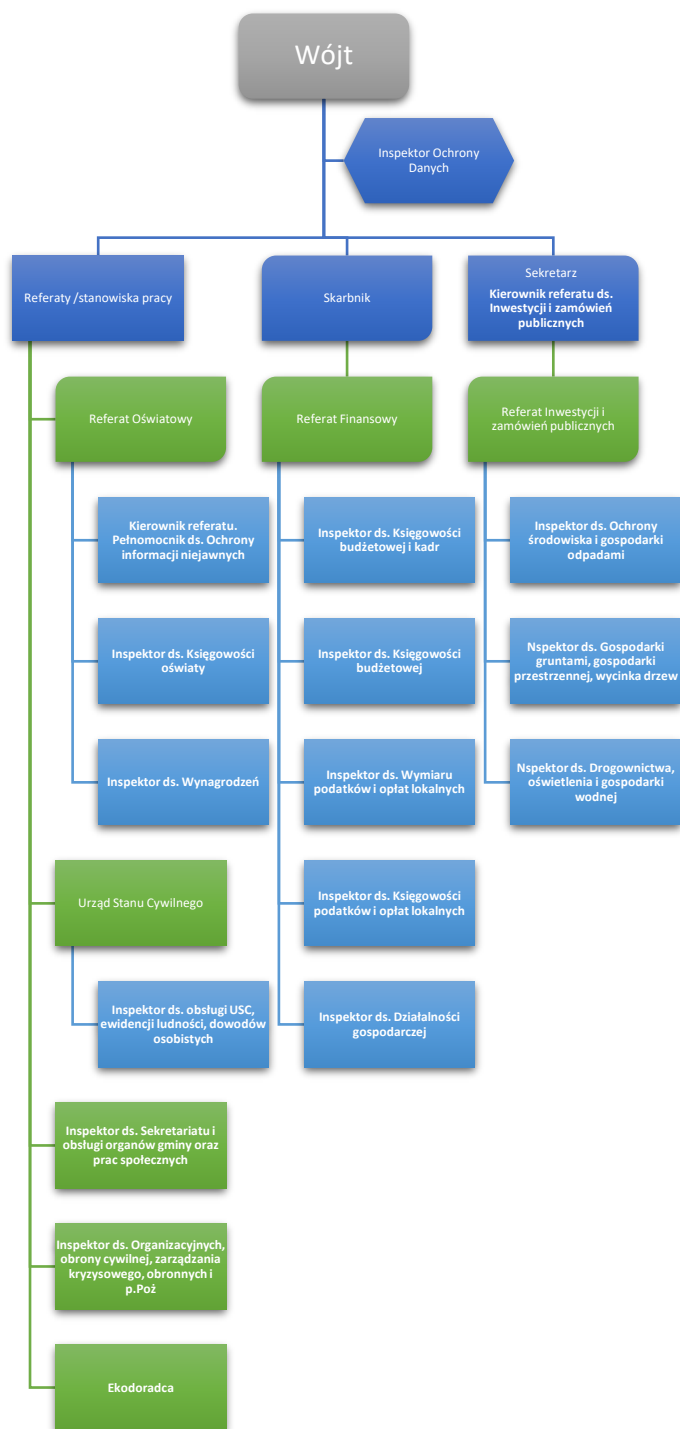 Wójt
Inspektor Ochrony
Danych
Referaty /stanowiska pracy
Skarbnik
Sekretarz
Kierownik referatu ds.
Inwestycji i zamówień
publicznych
Referat Oświatowy
Referat Finansowy
Referat Inwestycji i
zamówień publicznych
Kierownik referatu.
Pełnomocnik ds. Ochrony
informacji niejawnych
Inspektor ds. Księgowości
budżetowej i kadr
Inspektor ds. Ochrony
środowiska i gospodarki
odpadami
Inspektor ds. Księgowości
oświaty
Inspektor ds. Księgowości
budżetowej
Nspektor ds. Gospodarki
gruntami, gospodarki
przestrzennej, wycinka drzew
Inspektor ds. Wynagrodzeń
Inspektor ds. Wymiaru
podatków i opłat lokalnych
Nspektor ds. Drogownictwa,
oświetlenia i gospodarki
wodnej
Urząd Stanu Cywilnego
Inspektor ds. Księgowości
podatków i opłat lokalnych
Inspektor ds. obsługi USC,
ewidencji ludności, dowodów
osobistych
Inspektor ds. Działalności
gospodarczej
Inspektor ds. Sekretariatu i
obsługi organów gminy oraz
prac społecznych
Inspektor ds. Organizacyjnych,
obrony cywilnej, zarządzania
kryzysowego, obronnych i
p.Poż
Ekodoradca